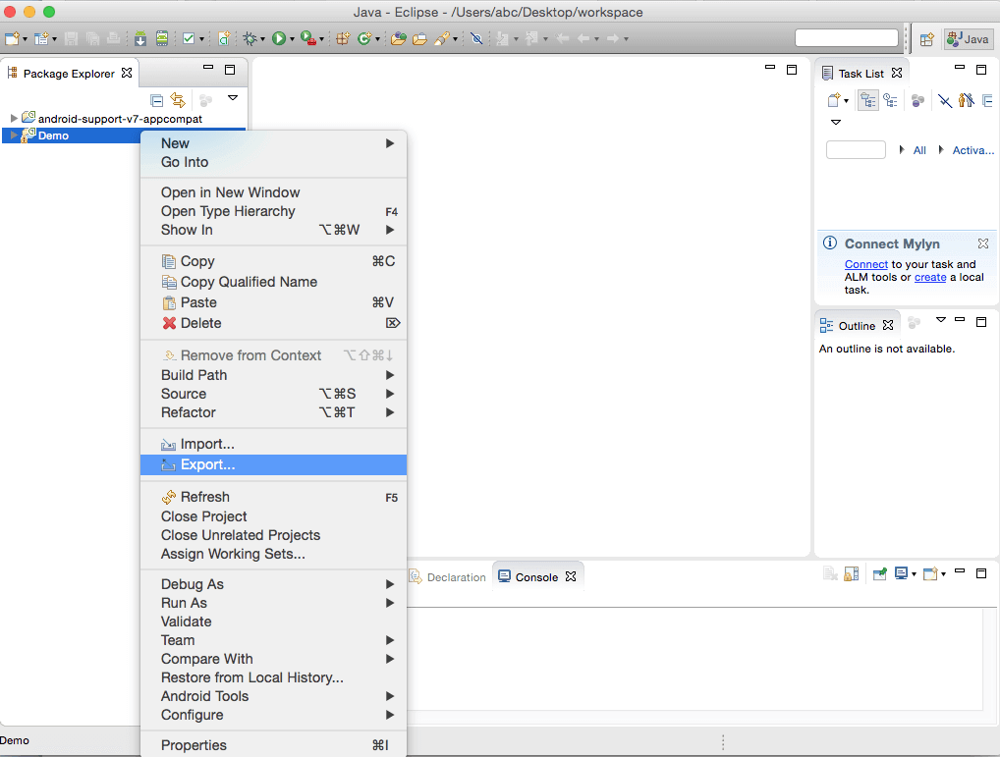 Java - Eclipse - /Users/abc/Desktop/workspace
Java
Package Explorer
android-support-v7-appcompat
Demo
New
Go Into
Open in New Window
Open Type Hierarchy F4
Show In ⌥⌘W
Copy ⌘C
Copy Qualified Name
Paste ⌘V
Delete ⌦
Remove from Context ⌥⇧⌘↓
Build Path
Source ⌥⌘S
Refactor ⌥⌘T
Import...
Export...
Refresh F5
Close Project
Close Unrelated Projects
Assign Working Sets...
Debug As
Run As
Validate
Team
Compare With
Restore from Local History...
Android Tools
Configure
Properties ⌘I
Task List
All Activa...
Connect Mylyn
Connect to your task and
ALM tools or create a local
task.
Outline
An outline is not available.
Declaration Console
Demo